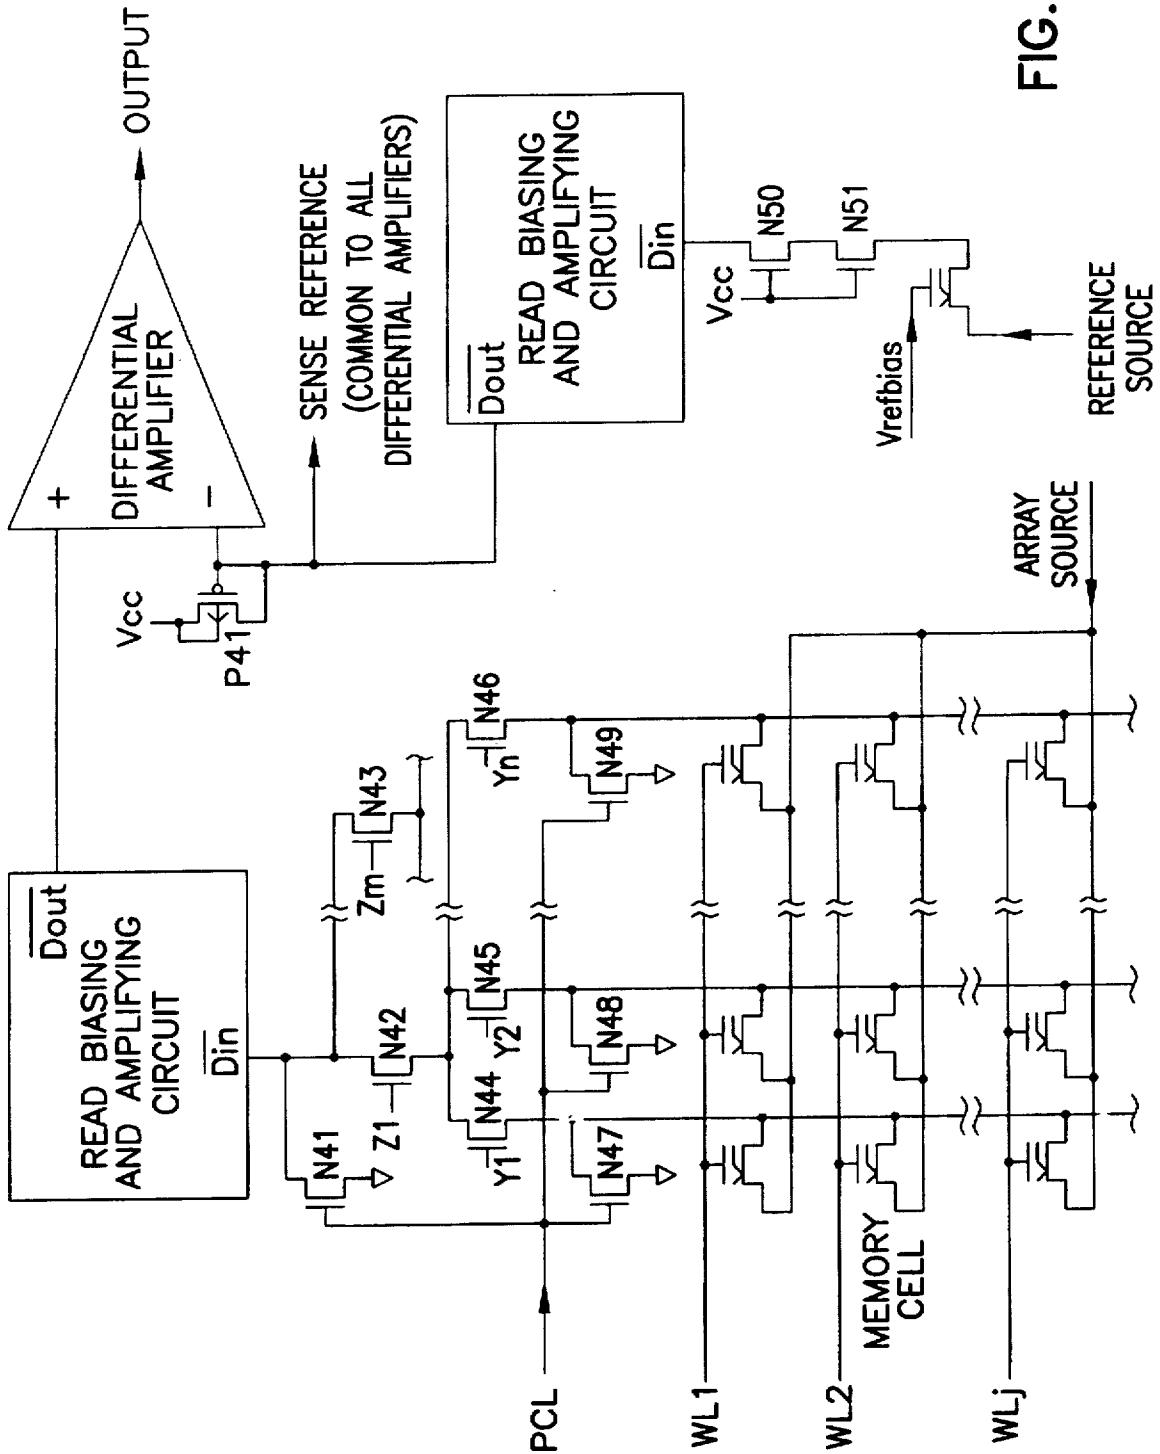 OUTPUT
DIFFERENTIAL
AMPLIFIER
+
−
Vcc
P41
SENSE REFERENCE
(COMMON TO ALL
DIFFERENTIAL AMPLIFIERS)
READ BIASING
AND AMPLIFYING
CIRCUIT
Dout
Din
READ BIASING
AND AMPLIFYING
CIRCUIT
Dout
Din
Vcc
N50
N51
Vrefbias
REFERENCE
SOURCE
N41
N42
Z1
N43
Zm
N44
Y1
N45
Y2
N46
Yn
N47
N48
N49
PCL
WL1
WL2
WLj
MEMORY
CELL
ARRAY
SOURCE
FIG.